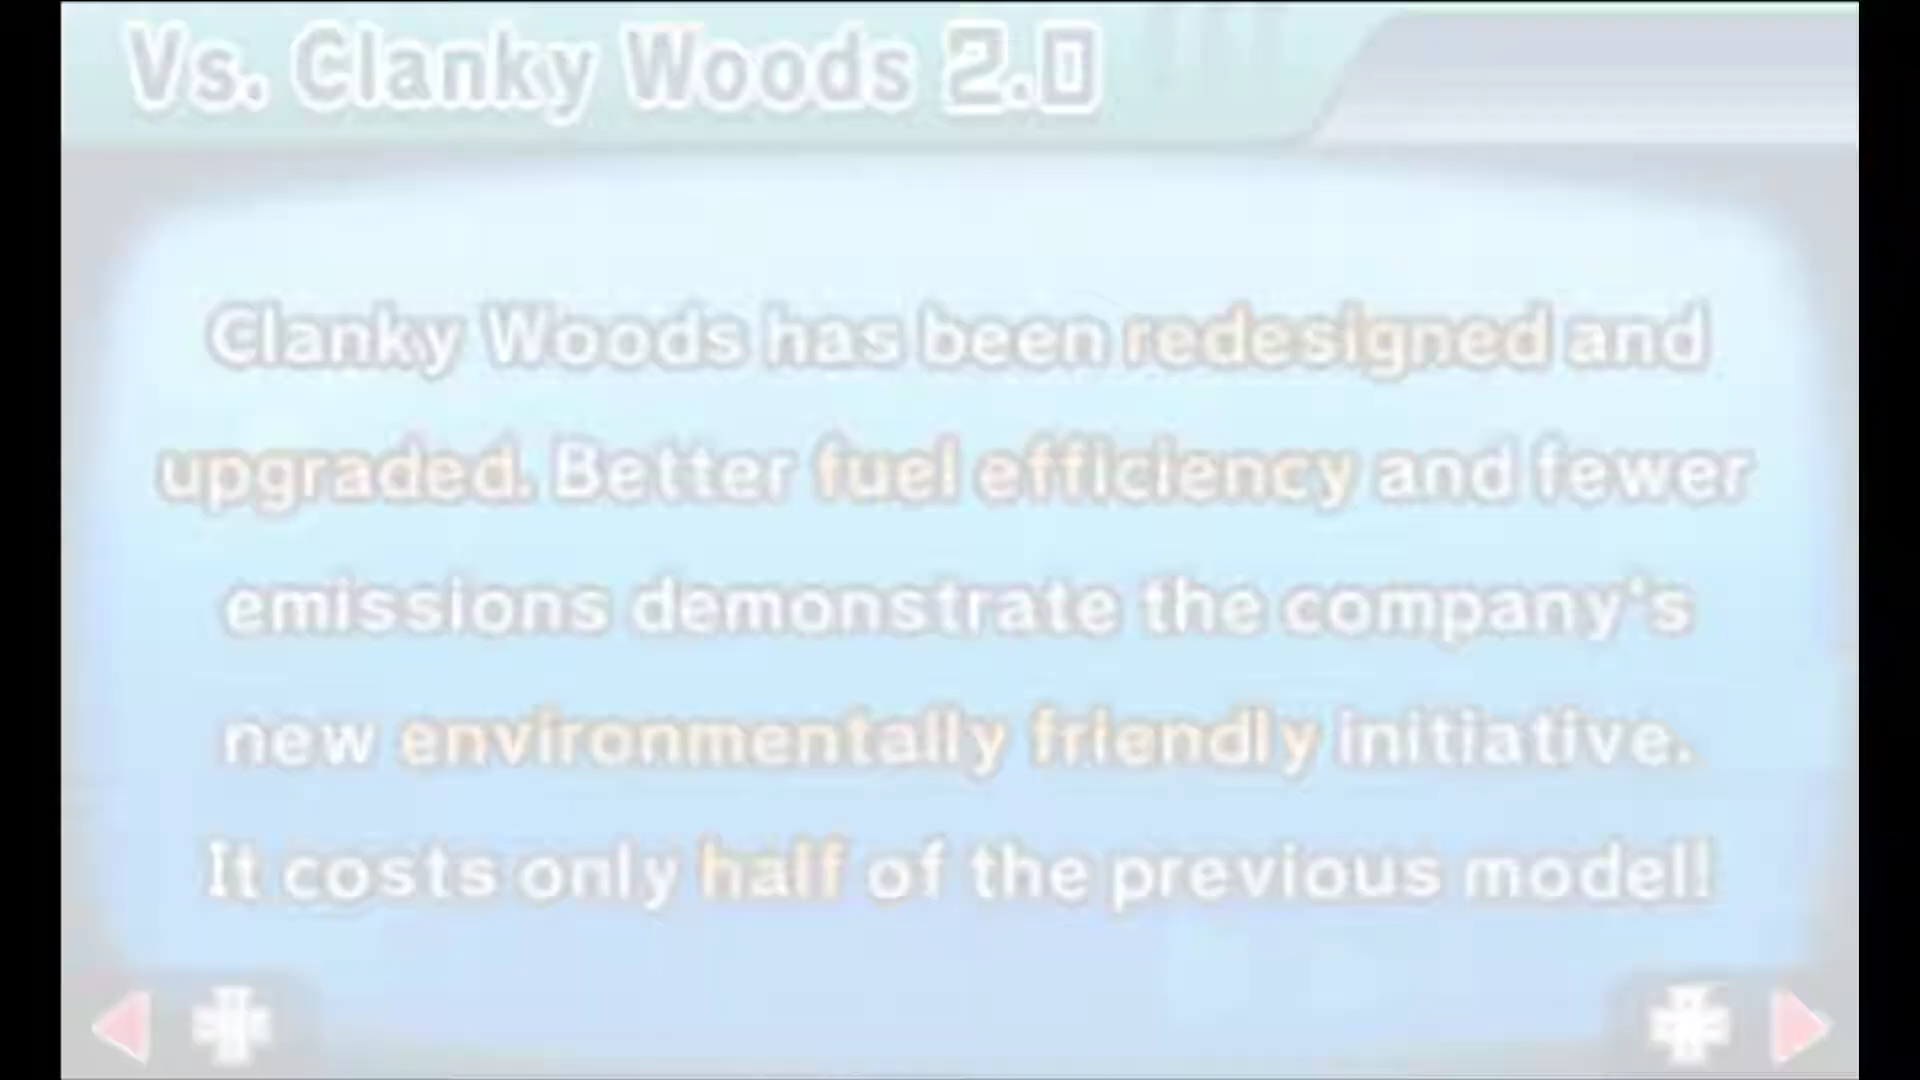 Vs. Clanky Woods 2.0
Clanky Woods has been redesigned and
upgraded. Better fuel efficiency and fewer
emissions demonstrate the company's
new environmentally friendly initiative.
It costs only half of the previous model!